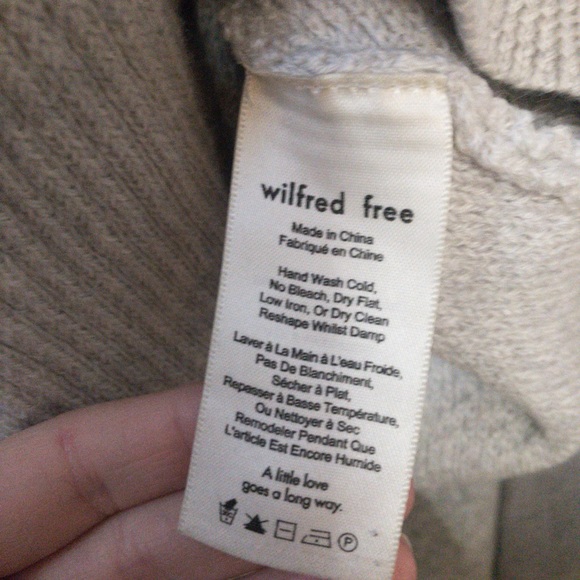 wilfred free
Made in China
Fabriqué en Chine
Hand Wash Cold,
No Bleach, Dry Flat,
Low Iron, Or Dry Clean
Reshape Whilst Damp
Laver à La Main à L'eau Froide,
Pas De Blanchiment,
Sécher à Plat,
Repasser à Basse Température,
Ou Nettoyer à Sec
Remodeler Pendant Que
L'article Est Encore Humide
A little love
goes a long way.
P